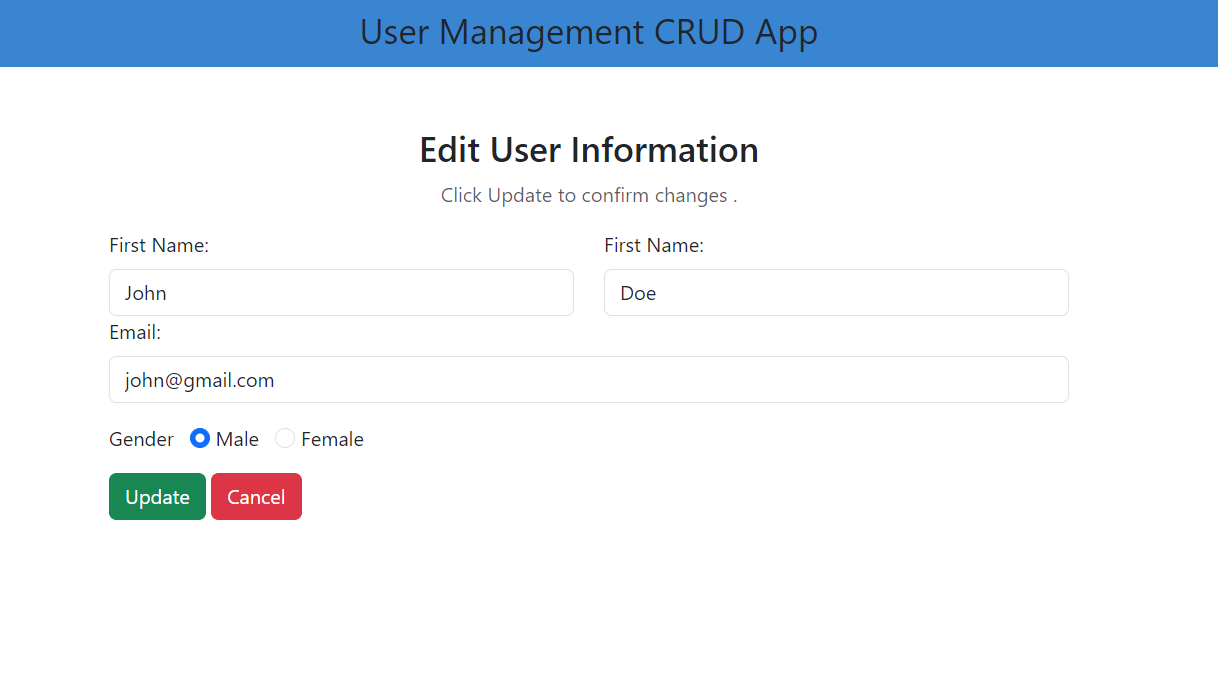 User Management CRUD App
Edit User Information
Click Update to confirm changes .
First Name: First Name:
John Doe
Email:
john@gmail.com
Gender Male Female
Update Cancel